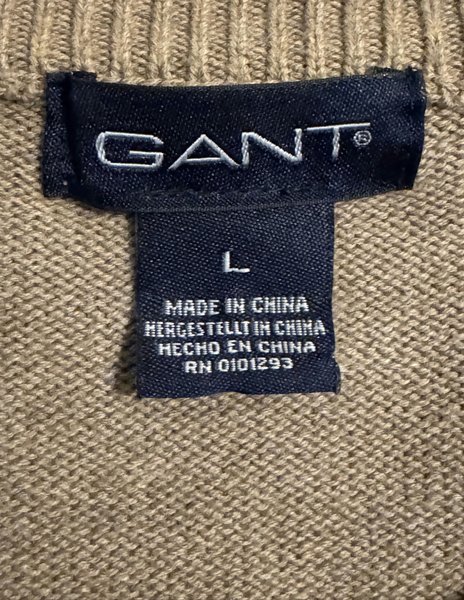 GANT®
L
MADE IN CHINA
HERGESTELLT IN CHINA
HECHO EN CHINA
RN 0101293